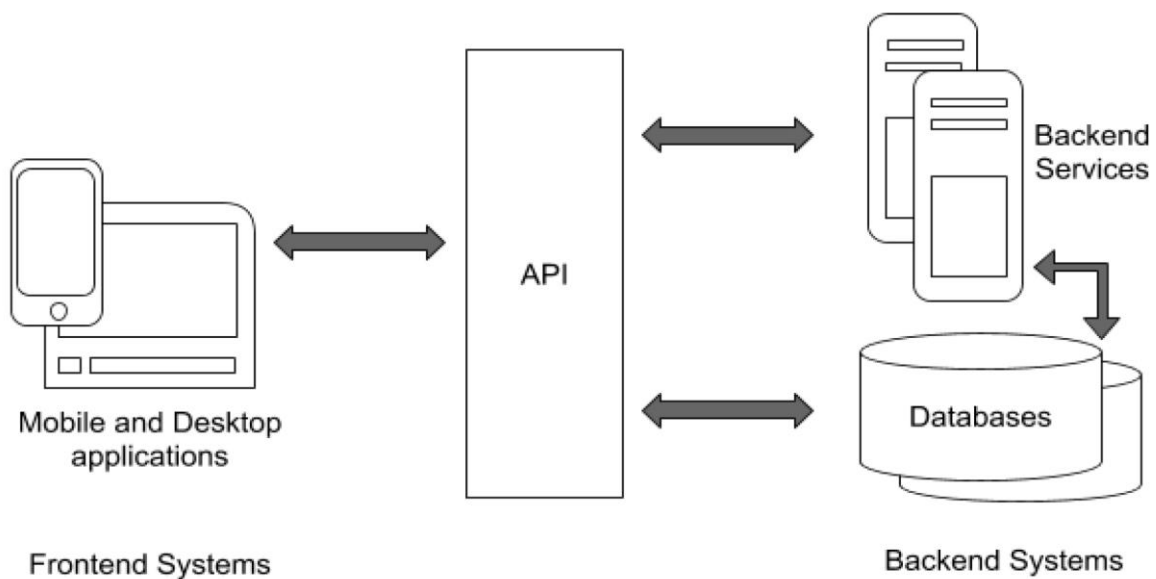 Backend
Services
API
Mobile and Desktop
applications
Databases
Frontend Systems
Backend Systems